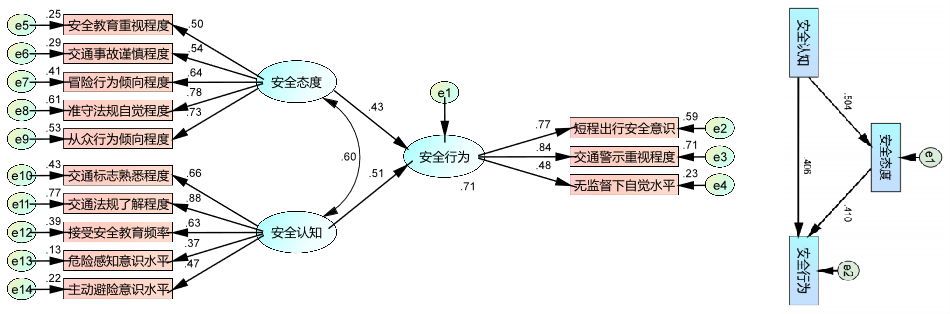 e5 .25 安全教育重视程度 .50
e6 .29 交通事故谨慎程度 .54
e7 .41 冒险行为倾向程度 .64
e8 .61 准守法规自觉程度 .78
e9 .53 从众行为倾向程度 .73
安全态度
e10 .43 交通标志熟悉程度 .66
e11 .77 交通法规了解程度 .88
e12 .39 接受安全教育频率 .63
e13 .13 危险感知意识水平 .37
e14 .22 主动避险意识水平 .47
安全认知
.60
.43
.51
e1
安全行为
.71
.77 短程出行安全意识 .59 e2
.84 交通警示重视程度 .71 e3
.48 无监督下自觉水平 .23 e4
安全认知
.504
安全态度
e1
.406
.410
安全行为
e2